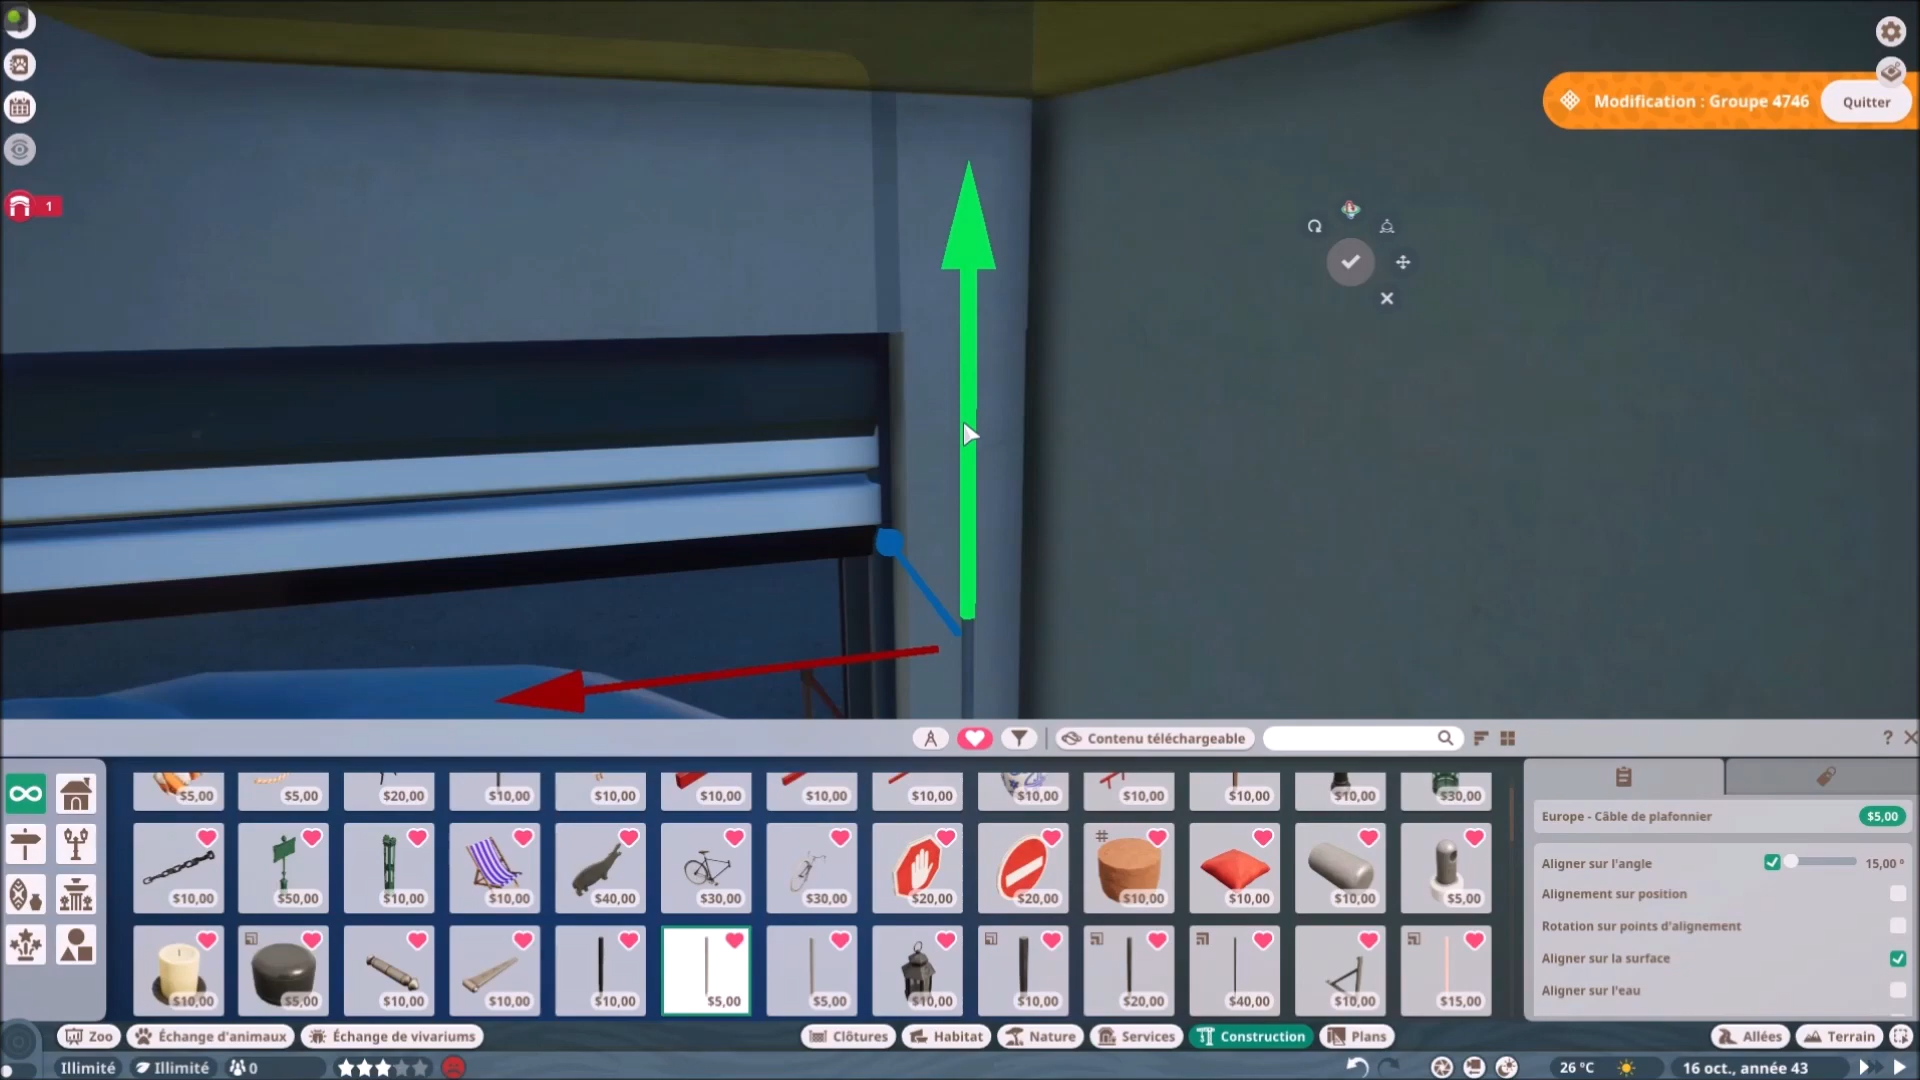 Modification : Groupe 4746
Quitter
1
Contenu téléchargeable
?
$5,00 $5,00 $20,00 $10,00 $10,00 $10,00 $10,00 $10,00 $10,00 $10,00 $10,00 $10,00 $30,00
$10,00 $50,00 $10,00 $10,00 $40,00 $30,00 $30,00 $20,00 $20,00 $10,00 $10,00 $10,00 $5,00
$10,00 $5,00 $10,00 $10,00 $10,00 $5,00 $5,00 $10,00 $10,00 $20,00 $40,00 $10,00 $15,00
Europe - Câble de plafonnier $5,00
Aligner sur l'angle 15,00 °
Alignement sur position
Rotation sur points d'alignement
Aligner sur la surface
Aligner sur l'eau
Zoo Échange d'animaux Échange de vivariums Clôtures Habitat Nature Services Construction Plans Allées Terrain
Illimité Illimité 0 26 °C 16 oct., année 43